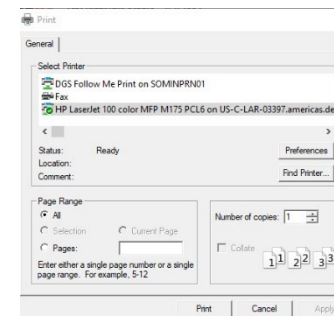 Print
General
Select Printer
DGS Follow Me Print on SOMINPRN01
Fax
HP LaserJet 100 color MFP M175 PCL6 on US-C-LAR-03397.americas.de
Status: Ready Preferences
Location:
Comment: Find Printer...
Page Range
All Number of copies: 1
Selection Current Page
Pages: Collate
Enter either a single page number or a single
page range. For example, 5-12
1 1 2 2 3 3
Print Cancel Apply